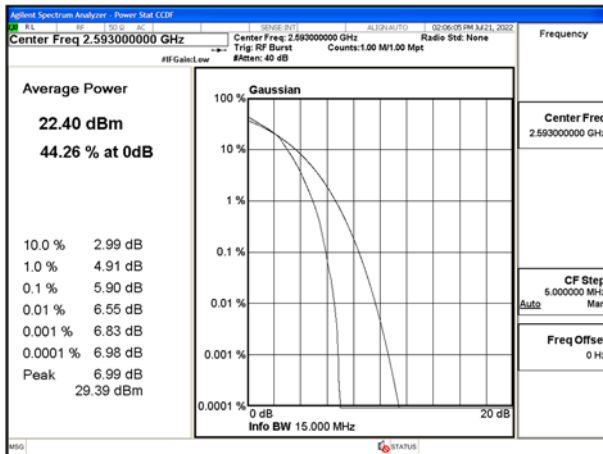 Agilent Spectrum Analyzer - Power Stat CCDF
RL RF 50 Ω AC SENSE:INT ALIGN AUTO 02:06:05 PM Jul 21, 2022
Center Freq 2.593000000 GHz
Center Freq: 2.593000000 GHz Radio Std: None
Trig: RF Burst Counts:1.00 M/1.00 Mpt
#IFGain:Low #Atten: 40 dB
Frequency
Average Power
22.40 dBm
44.26 % at 0dB
10.0 % 2.99 dB
1.0 % 4.91 dB
0.1 % 5.90 dB
0.01 % 6.55 dB
0.001 % 6.83 dB
0.0001 % 6.98 dB
Peak 6.99 dB
29.39 dBm
Gaussian
100 %
10 %
1 %
0.1 %
0.01 %
0.001 %
0.0001 %
0 dB 20 dB
Info BW 15.000 MHz
Center Freq
2.593000000 GHz
CF Step
5.000000 MHz
Auto Man
Freq Offset
0 Hz
MSG STATUS